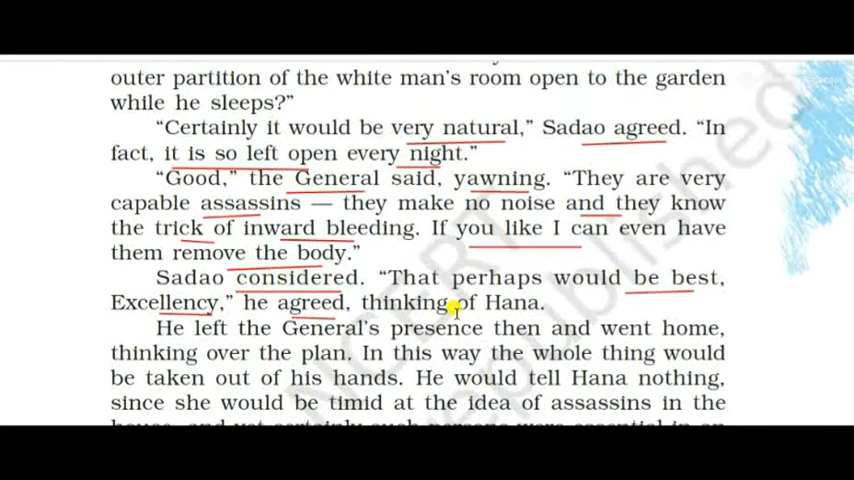 outer partition of the white man's room open to the garden
while he sleeps?"
"Certainly it would be very natural," Sadao agreed. "In
fact, it is so left open every night."
"Good," the General said, yawning. "They are very
capable assassins — they make no noise and they know
the trick of inward bleeding. If you like I can even have
them remove the body."
Sadao considered. "That perhaps would be best,
Excellency," he agreed, thinking of Hana.
He left the General's presence then and went home,
thinking over the plan. In this way the whole thing would
be taken out of his hands. He would tell Hana nothing,
since she would be timid at the idea of assassins in the
NCERT
republished